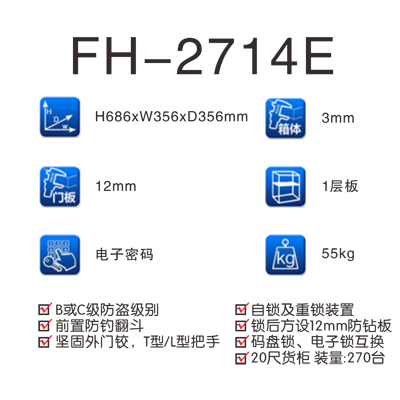 FH-2714E
H686xW356xD356mm
箱体 3mm
门板 12mm
1层板
电子密码
kg 55kg
B或C级防盗级别
自锁及重锁装置
前置防钓翻斗
锁后方设12mm防钻板
坚固外门铰，T型/L型把手
码盘锁、电子锁互换
20尺货柜 装量:270台